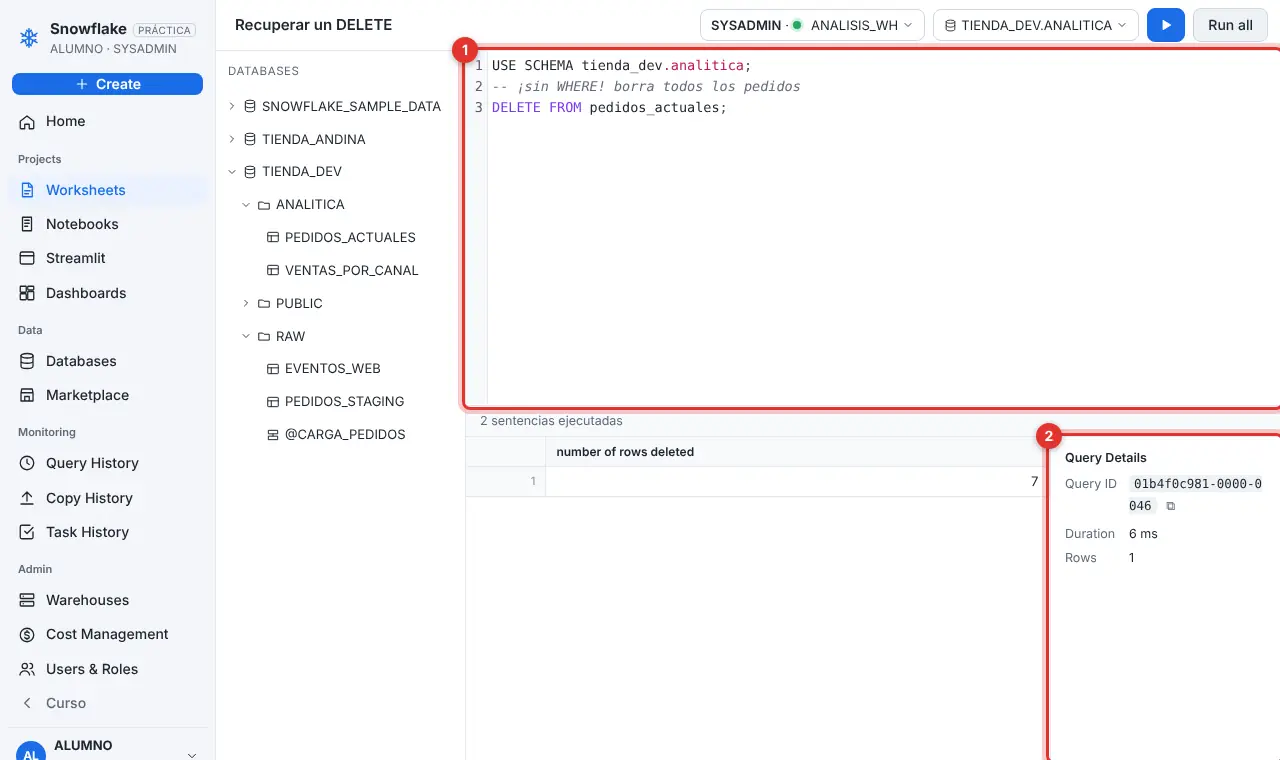 Snowflake PRÁCTICA
ALUMNO · SYSADMIN
+ Create
Home
Projects
Worksheets
Notebooks
Streamlit
Dashboards
Data
Databases
Marketplace
Monitoring
Query History
Copy History
Task History
Admin
Warehouses
Cost Management
Users & Roles
Curso
AL
ALUMNO
Recuperar un DELETE
SYSADMIN · ANALISIS_WH
TIENDA_DEV.ANALITICA
Run all
DATABASES
SNOWFLAKE_SAMPLE_DATA
TIENDA_ANDINA
TIENDA_DEV
ANALITICA
PEDIDOS_ACTUALES
VENTAS_POR_CANAL
PUBLIC
RAW
EVENTOS_WEB
PEDIDOS_STAGING
@CARGA_PEDIDOS
1
1 USE SCHEMA tienda_dev.analitica;
2 -- ¡sin WHERE! borra todos los pedidos
3 DELETE FROM pedidos_actuales;
2 sentencias ejecutadas
number of rows deleted
1 7
2
Query Details
Query ID 01b4f0c981-0000-0
046
Duration 6 ms
Rows 1